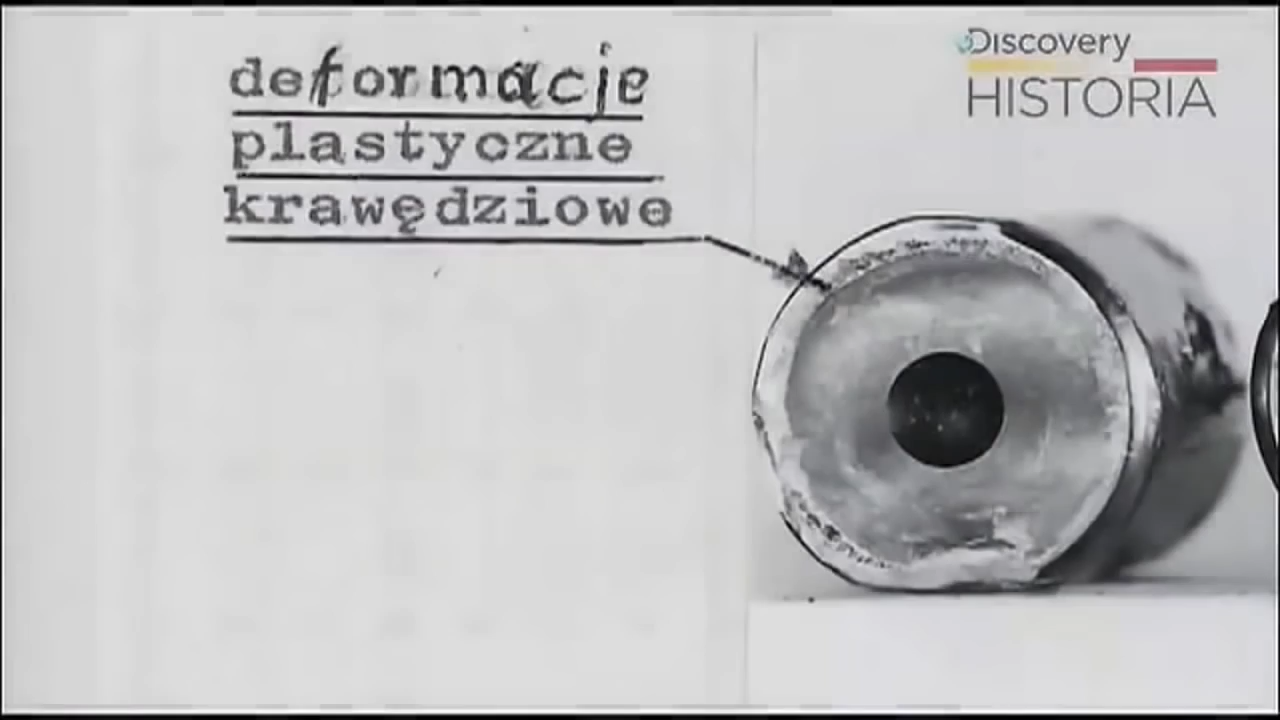 deformacje
plastyczne
krawędziowe
Discovery
HISTORIA